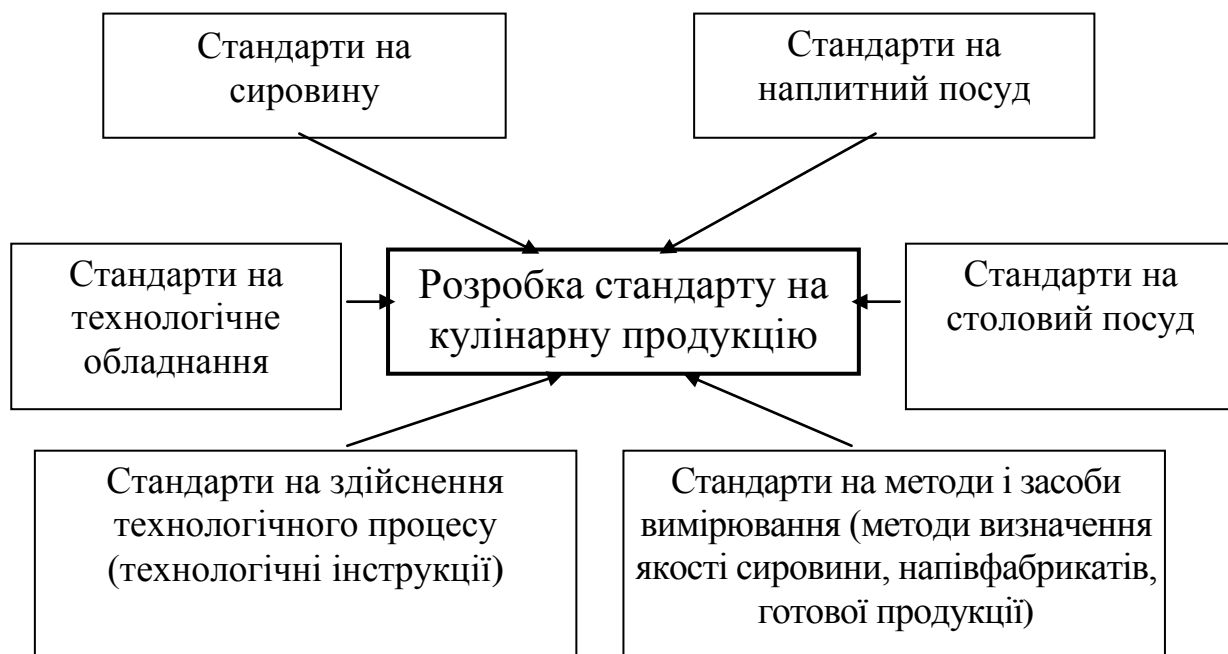 Стандарти на
сировину
Стандарти на
наплитний посуд
Стандарти на
технологічне
обладнання
Розробка стандарту на
кулінарну продукцію
Стандарти на
столовий посуд
Стандарти на здійснення
технологічного процесу
(технологічні інструкції)
Стандарти на методи і засоби
вимірювання (методи визначення
якості сировини, напівфабрикатів,
готової продукції)